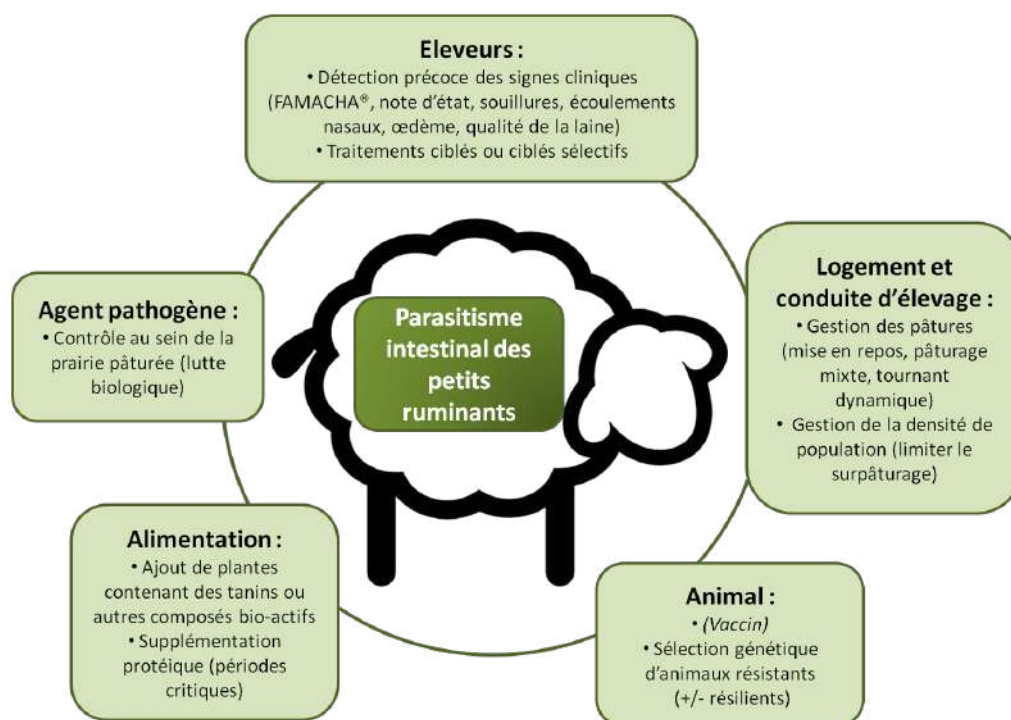 Eleveurs :
• Détection précoce des signes cliniques
(FAMACHA®, note d'état, souillures, écoulements
nasaux, œdème, qualité de la laine)
• Traitements ciblés ou ciblés sélectifs
Logement et
conduite d'élevage :
• Gestion des pâtures
(mise en repos, pâturage
mixte, tournant
dynamique)
• Gestion de la densité de
population (limiter le
surpâturage)
Agent pathogène :
• Contrôle au sein de la
prairie pâturée (lutte
biologique)
Parasitisme
intestinal des
petits
ruminants
Alimentation :
• Ajout de plantes
contenant des tanins ou
autres composés bio-actifs
• Supplémentation
protéique (périodes
critiques)
Animal :
• (Vaccin)
• Sélection génétique
d'animaux résistants
(+/- résilients)